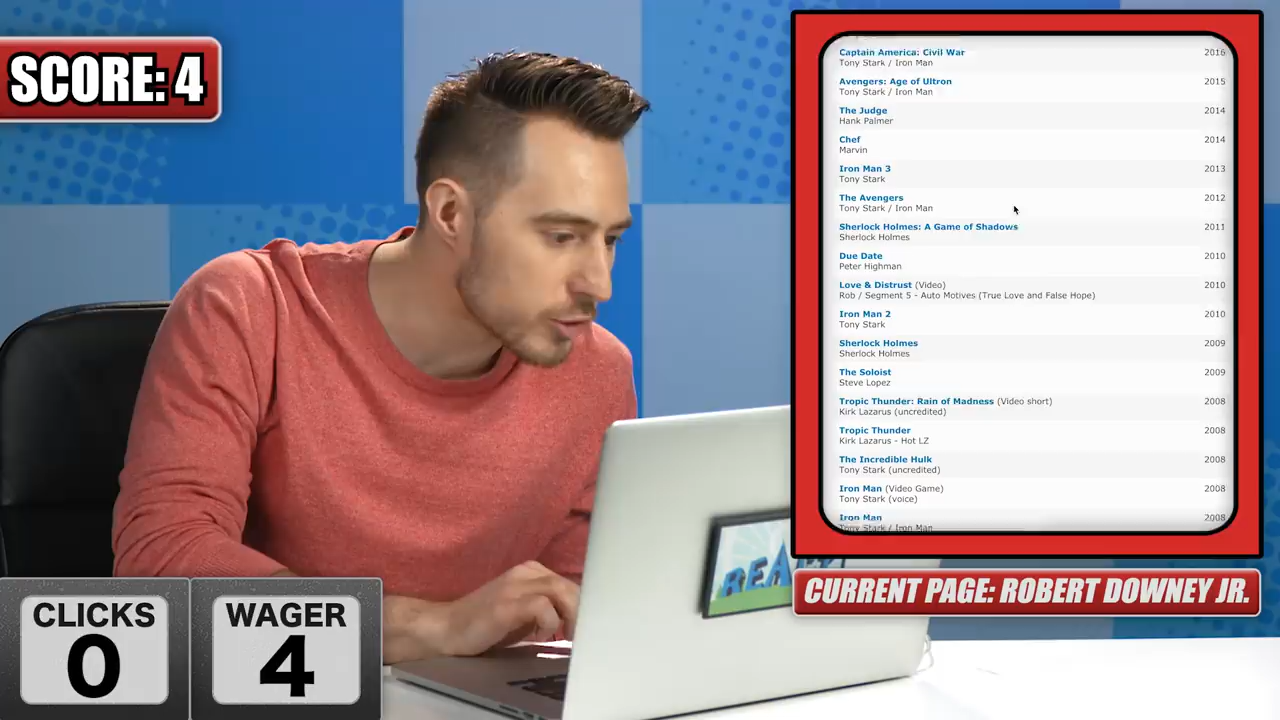 SCORE: 4
Captain America: Civil War 2016
Tony Stark / Iron Man
Avengers: Age of Ultron 2015
Tony Stark / Iron Man
The Judge 2014
Hank Palmer
Chef 2014
Marvin
Iron Man 3 2013
Tony Stark
The Avengers 2012
Tony Stark / Iron Man
Sherlock Holmes: A Game of Shadows 2011
Sherlock Holmes
Due Date 2010
Peter Highman
Love & Distrust (Video) 2010
Rob / Segment 5 - Auto Motives (True Love and False Hope)
Iron Man 2 2010
Tony Stark
Sherlock Holmes 2009
Sherlock Holmes
The Soloist 2009
Steve Lopez
Tropic Thunder: Rain of Madness (Video short) 2008
Kirk Lazarus (uncredited)
Tropic Thunder 2008
Kirk Lazarus - Hot LZ
The Incredible Hulk 2008
Tony Stark (uncredited)
Iron Man (Video Game) 2008
Tony Stark (voice)
Iron Man 2008
Tony Stark / Iron Man
CURRENT PAGE: ROBERT DOWNEY JR.
CLICKS
0
WAGER
4